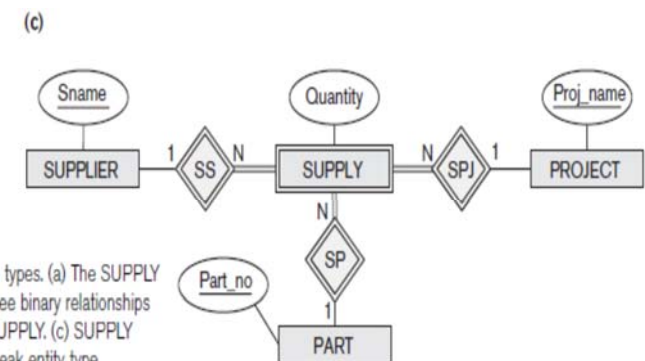 (c)
Sname
Quantity
Proj_name
SUPPLIER
1
SS
N
SUPPLY
N
SPJ
1
PROJECT
N
SP
1
Part_no
PART
types. (a) The SUPPLY
ee binary relationships
UPPLY. (c) SUPPLY
eak entity type.